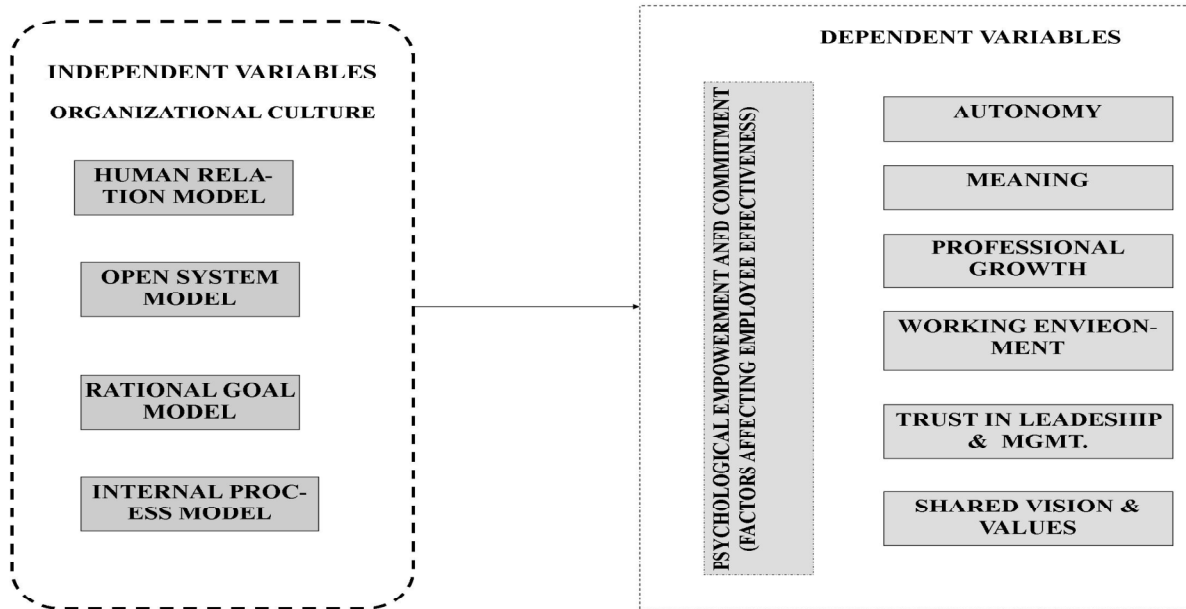 INDEPENDENT VARIABLES
ORGANIZATIONAL CULTURE
HUMAN RELA-
TION MODEL
OPEN SYSTEM
MODEL
RATIONAL GOAL
MODEL
INTERNAL PROC-
ESS MODEL
DEPENDENT VARIABLES
PSYCHOLOGICAL EMPOWERMENT ANFD COMMITMENT
(FACTORS AFFECTING EMPLOYEE EFFECTIVENESS)
AUTONOMY
MEANING
PROFESSIONAL
GROWTH
WORKING ENVIEON-
MENT
TRUST IN LEADESHIP
& MGMT.
SHARED VISION &
VALUES